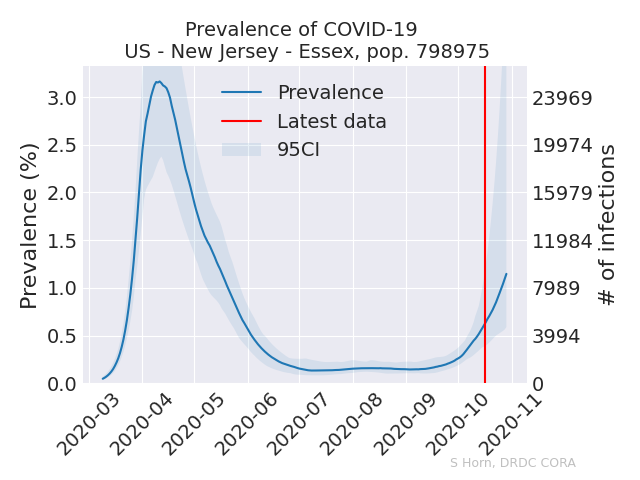 Prevalence of COVID-19
US - New Jersey - Essex, pop. 798975
Prevalence
Latest data
95CI
Prevalence (%)
3.0
2.5
2.0
1.5
1.0
0.5
0.0
23969
19974
15979
11984
7989
3994
0
# of infections
2020-03
2020-04
2020-05
2020-06
2020-07
2020-08
2020-09
2020-10
2020-11
S Horn, DRDC CORA